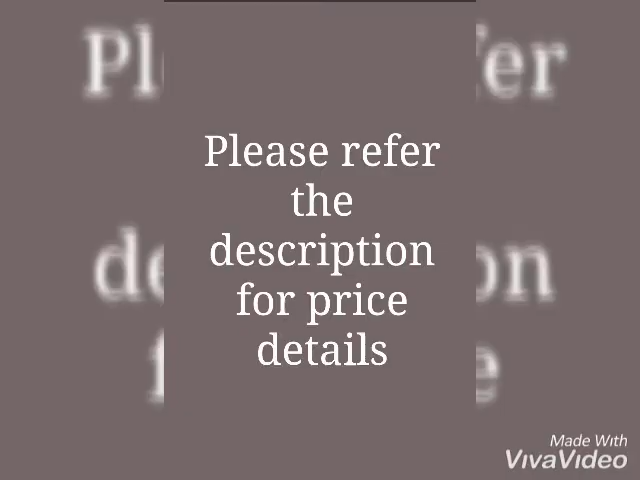 Please refer
the
description
for price
details
Made With
VivaVideo